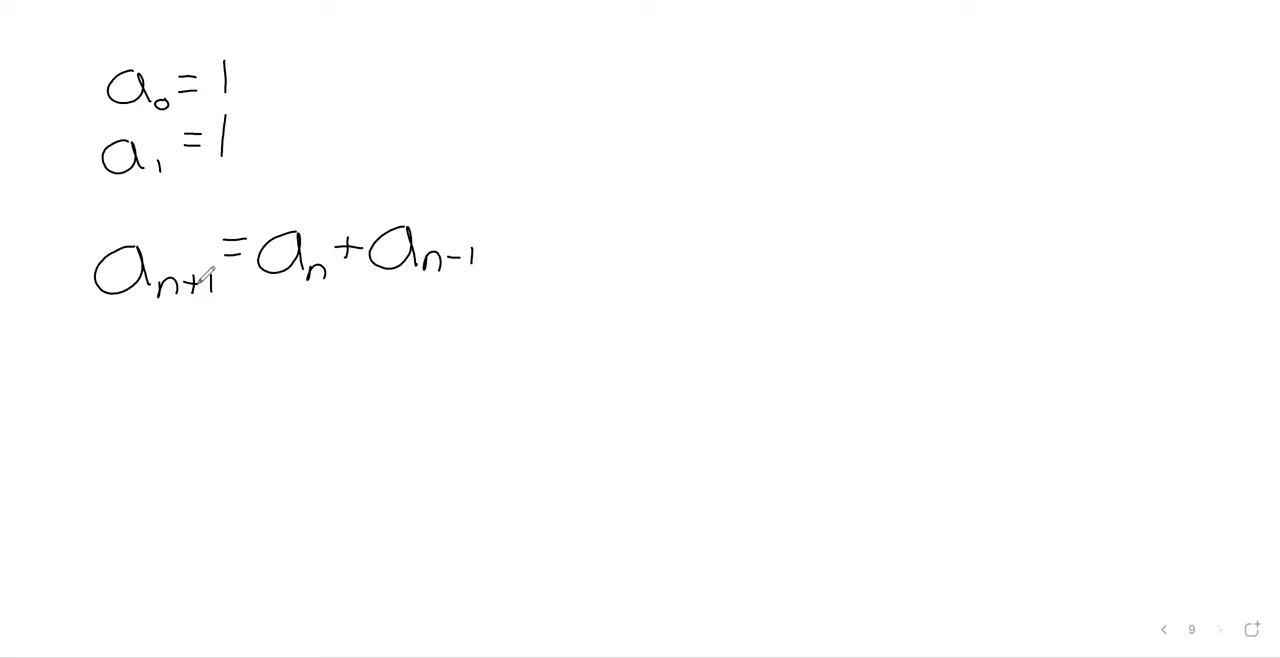 a₀ = 1
a₁ = 1
aₙ₊₁ = aₙ + aₙ₋₁
9